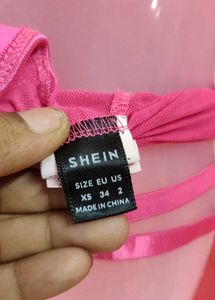 SHEIN
SIZE EU US
XS 34 2
MADE IN CHINA